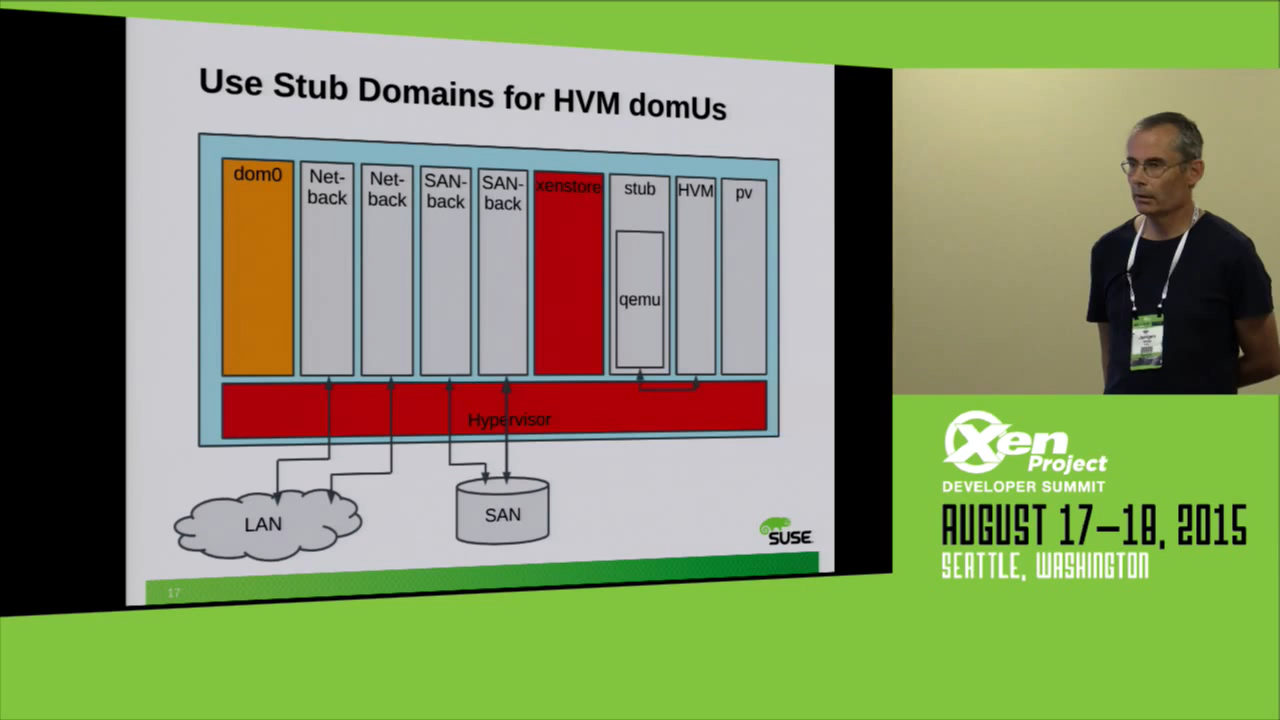 Use Stub Domains for HVM domUs
dom0
Net-
back
Net-
back
SAN-
back
SAN-
back
xenstore
stub
qemu
HVM
pv
Hypervisor
LAN
SAN
SUSE
17
Xen
Project
DEVELOPER SUMMIT
AUGUST 17–18, 2015
SEATTLE, WASHINGTON